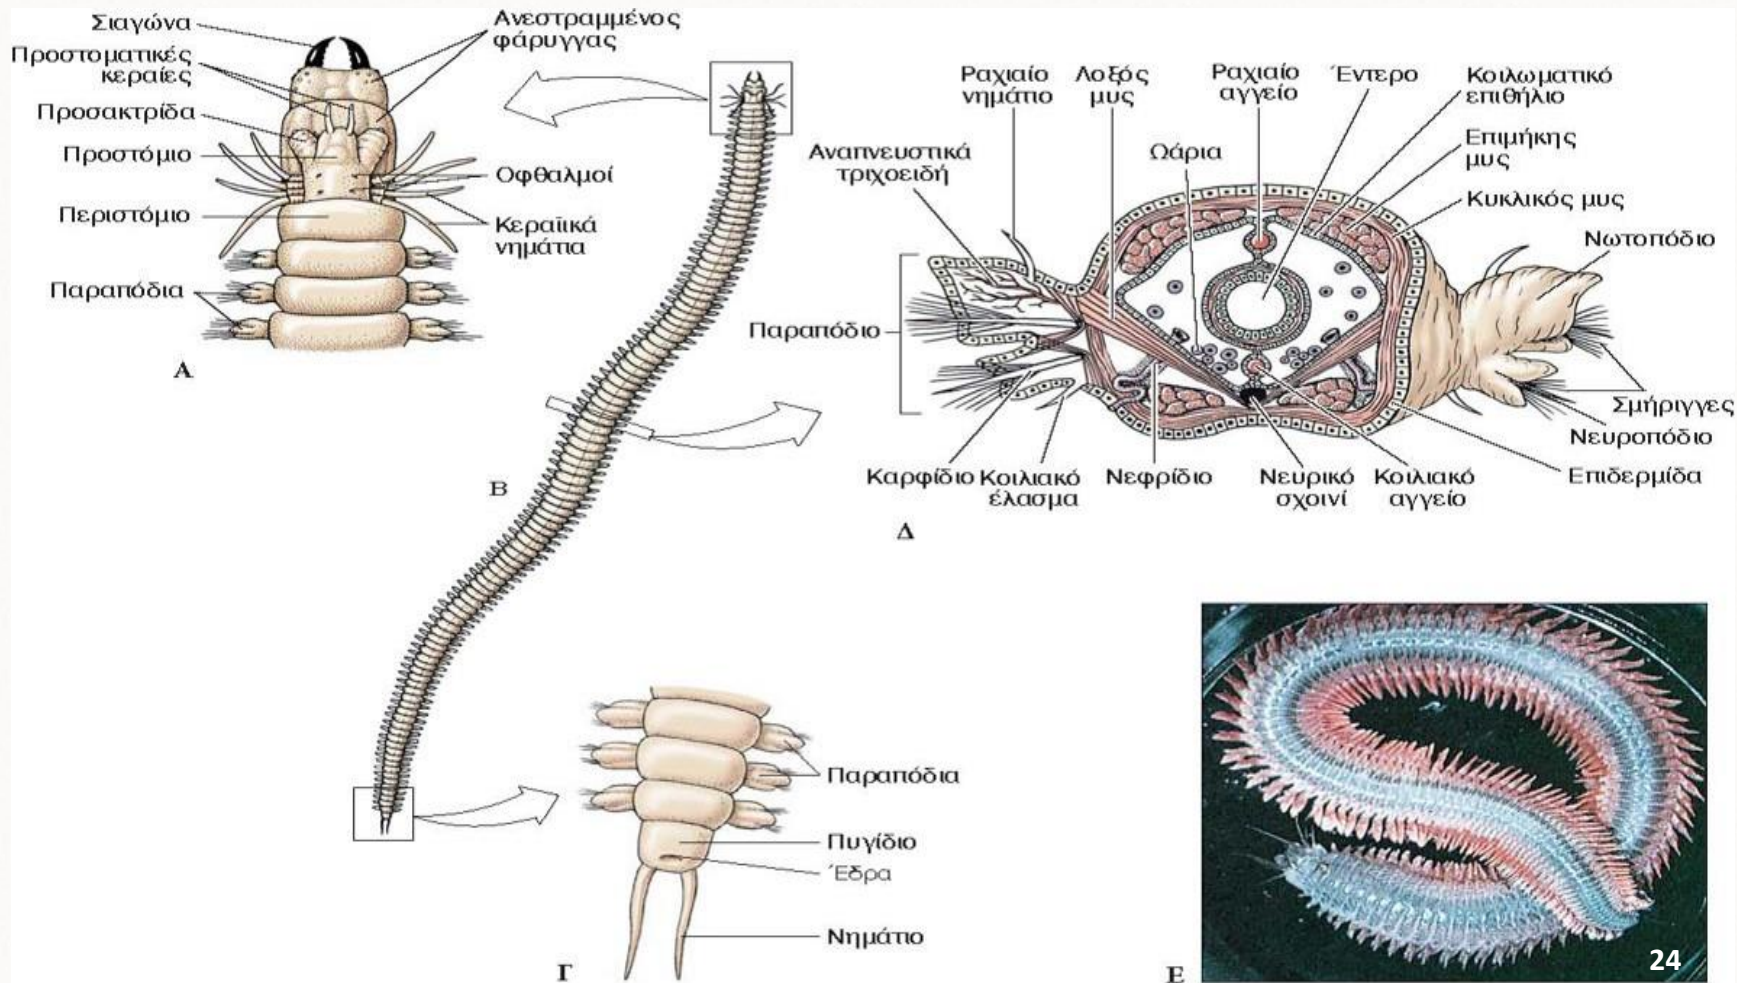 Σιαγώνα
Προστοματικές
κεραίες
Προσακτρίδα
Προστόμιο
Περιστόμιο
Παραπόδια
Ανεστραμμένος
φάρυγγας
Οφθαλμοί
Κεραϊικά
νημάτια
Α
Β
Παραπόδια
Πυγίδιο
Έδρα
Νημάτιο
Γ
Ραχιαίο
νημάτιο
Λοξός
μυς
Ραχιαίο
αγγείο
Έντερο
Κοιλωματικό
επιθήλιο
Αναπνευστικά
τριχοειδή
Ωάρια
Επιμήκης
μυς
Κυκλικός μυς
Νωτοπόδιο
Παραπόδιο
Σμήριγγες
Νευροπόδιο
Επιδερμίδα
Καρφίδιο
Κοιλιακό
έλασμα
Νεφρίδιο
Νευρικό
σχοινί
Κοιλιακό
αγγείο
Δ
Ε
24